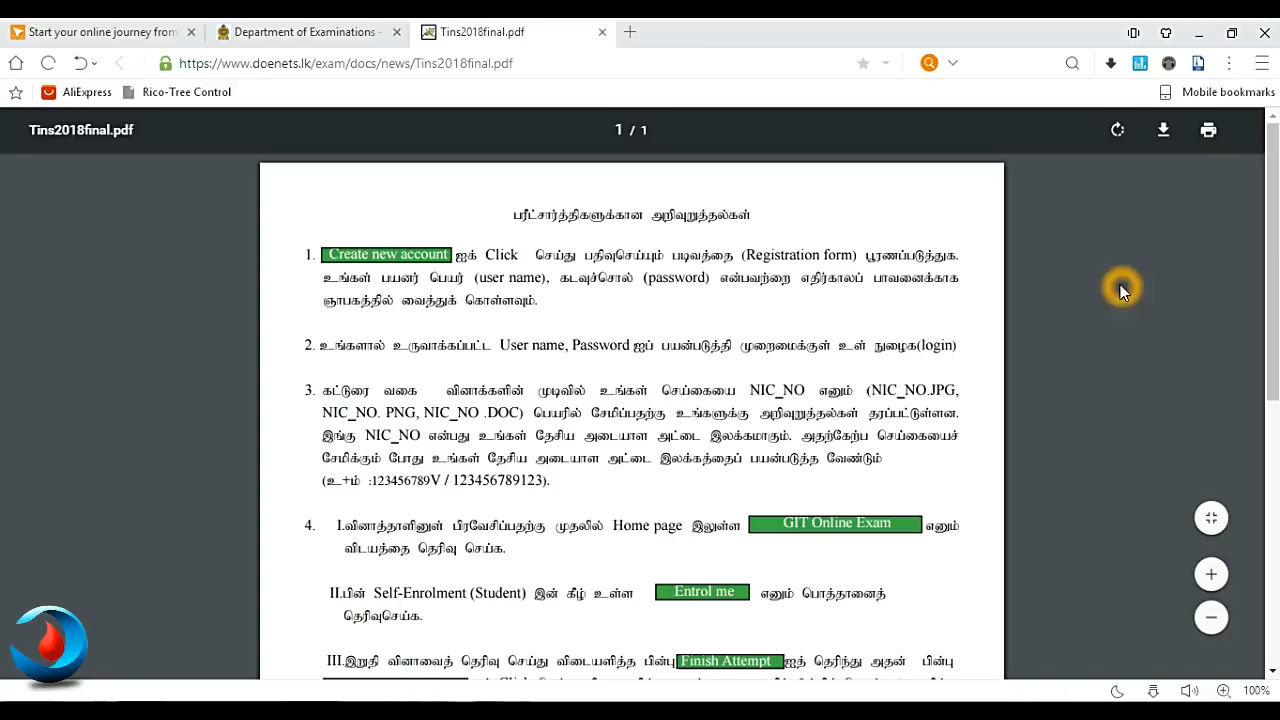 Start your online journey from
Department of Examinations -
Tins2018final.pdf
https://www.doenets.lk/exam/docs/news/Tins2018final.pdf
AliExpress
Rico-Tree Control
Mobile bookmarks
Tins2018final.pdf
1 / 1
பரீட்சார்த்திகளுக்கான அறிவுறுத்தல்கள்
1. Create new account ஐக் Click செய்து பதிவுசெய்யும் படிவத்தை (Registration form) பூரணப்படுத்துக.
உங்கள் பயனர் பெயர் (user name), கடவுச்சொல் (password) என்பவற்றை எதிர்காலப் பாவனைக்காக
ஞாபகத்தில் வைத்துக் கொள்ளவும்.
2. உங்களால் உருவாக்கப்பட்ட User name, Password ஐப் பயன்படுத்தி முறைமைக்குள் உள் நுழைக(login)
3. கட்டுரை வகை வினாக்களின் முடிவில் உங்கள் செய்கையை NIC_NO எனும் (NIC_NO.JPG,
NIC_NO. PNG, NIC_NO .DOC) பெயரில் சேமிப்பதற்கு உங்களுக்கு அறிவுறுத்தல்கள் தரப்பட்டுள்ளன.
இங்கு NIC_NO என்பது உங்கள் தேசிய அடையாள அட்டை இலக்கமாகும். அதற்கேற்ப செய்கையைச்
சேமிக்கும் போது உங்கள் தேசிய அடையாள அட்டை இலக்கத்தைப் பயன்படுத்த வேண்டும்
(உ+ம் :123456789V / 123456789123).
4. I.வினாத்தாளினுள் பிரவேசிப்பதற்கு முதலில் Home page இலுள்ள GIT Online Exam எனும்
விடயத்தை தெரிவு செய்க.
II.பின் Self-Enrolment (Student) இன் கீழ் உள்ள Entrol me எனும் பொத்தானைத்
தெரிவுசெய்க.
III.இறுதி வினாவைத் தெரிவு செய்து விடையளித்த பின்பு Finish Attempt ஐத் தெரிந்து அதன் பின்பு
100%